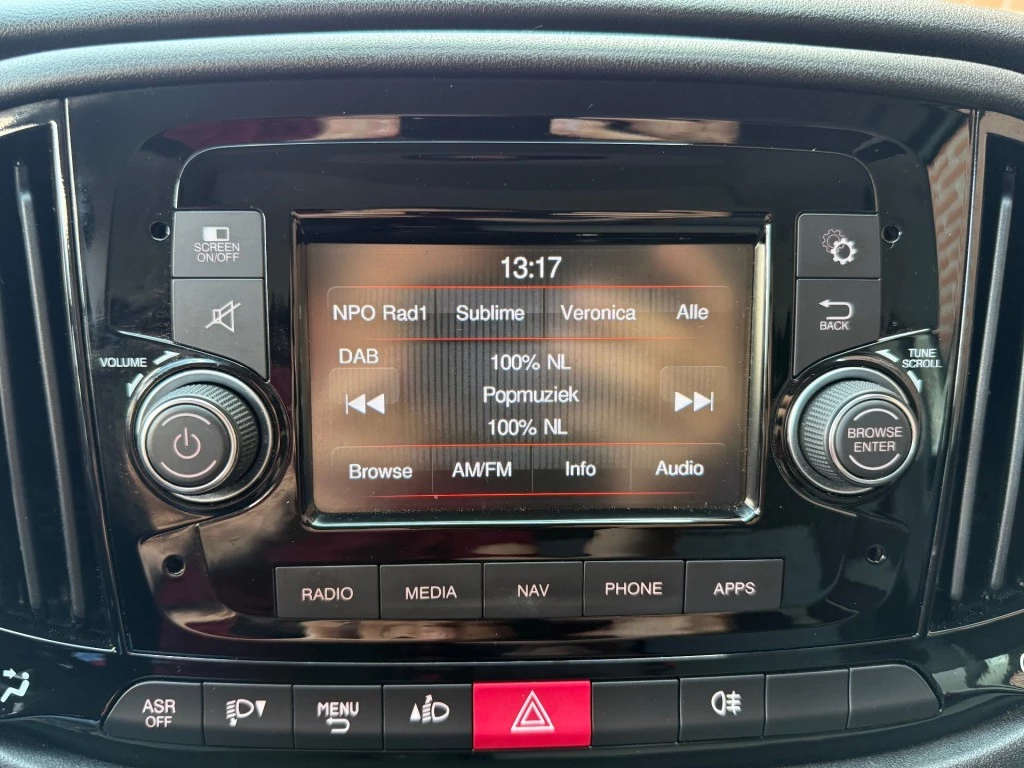 13:17
SCREEN
ON/OFF
NPO Rad1 Sublime Veronica Alle
BACK
VOLUME
DAB
100% NL
TUNE
SCROLL
Popmuziek
100% NL
BROWSE
ENTER
Browse AM/FM Info Audio
RADIO MEDIA NAV PHONE APPS
ASR
OFF
MENU